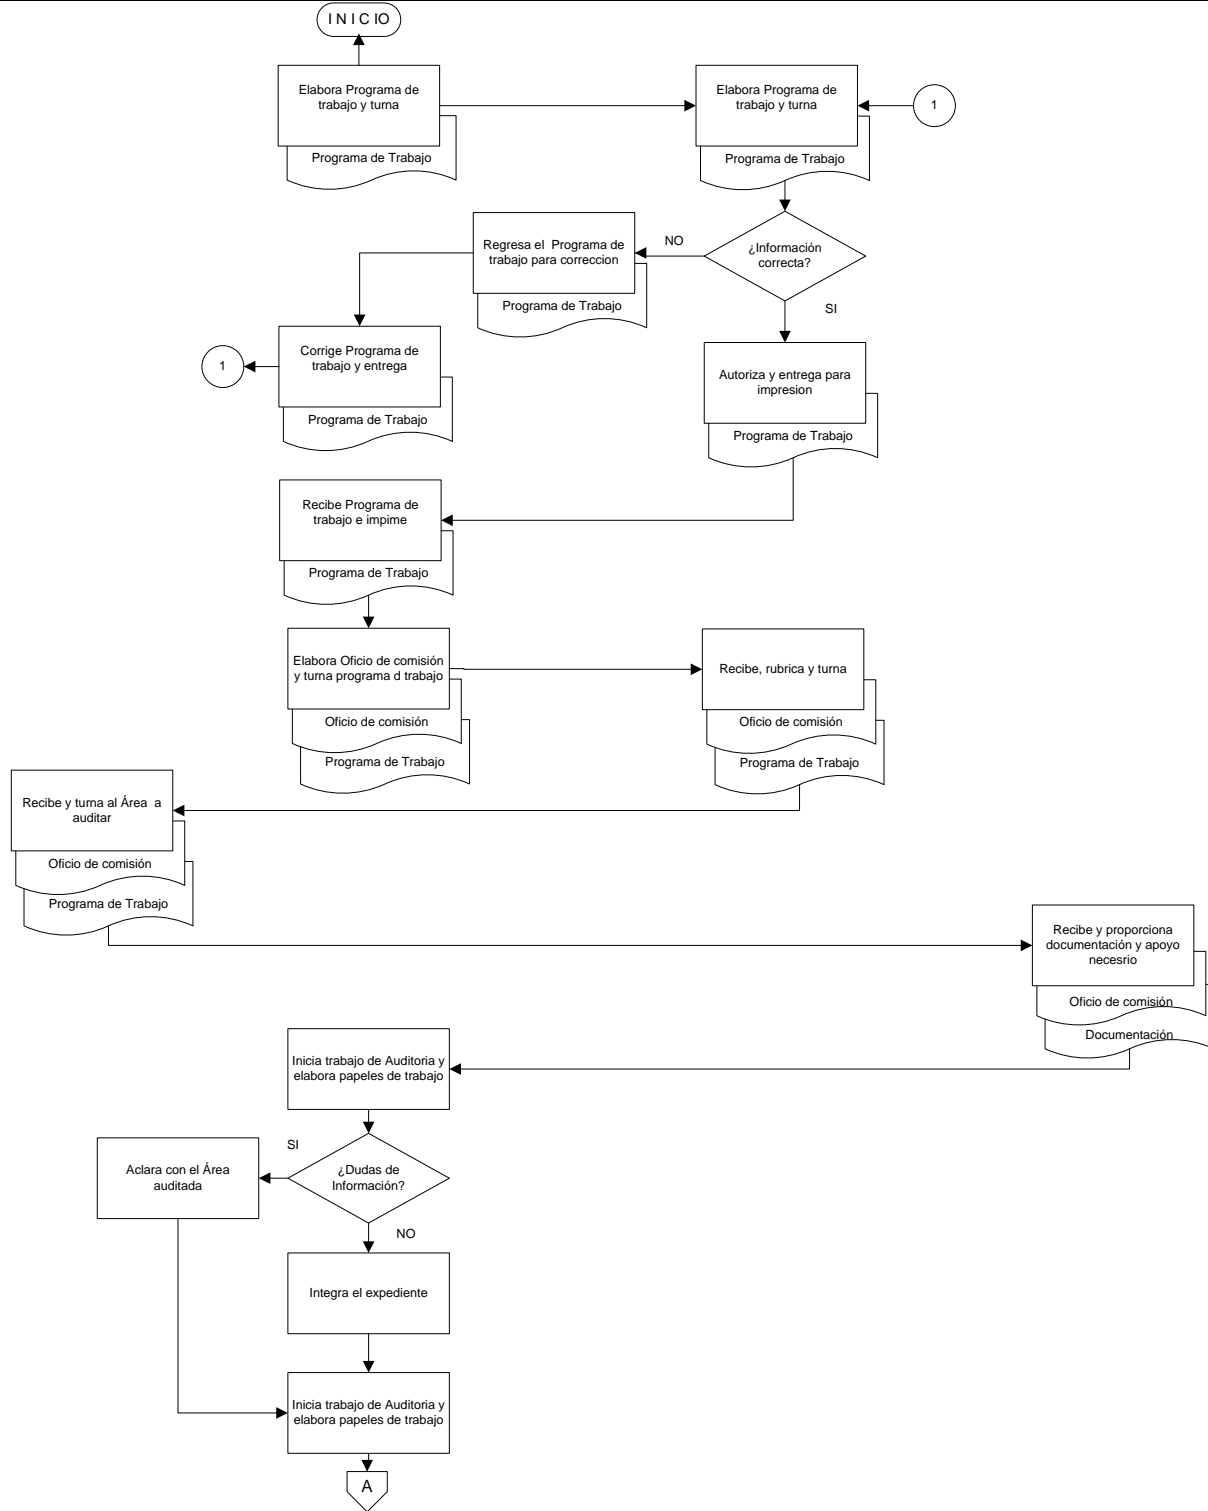 I N I C IO
Elabora Programa de
trabajo y turna
Programa de Trabajo
Elabora Programa de
trabajo y turna
Programa de Trabajo
1
¿Información
correcta?
NO
SI
Regresa el  Programa de
trabajo para correccion
Programa de Trabajo
Corrige Programa de
trabajo y entrega
Programa de Trabajo
1
Autoriza y entrega para
impresion
Programa de Trabajo
Recibe Programa de
trabajo e impime
Programa de Trabajo
Elabora Oficio de comisión
y turna programa d trabajo
Oficio de comisión
Programa de Trabajo
Recibe, rubrica y turna
Oficio de comisión
Programa de Trabajo
Recibe y turna al Área  a
auditar
Oficio de comisión
Programa de Trabajo
Recibe y proporciona
documentación y apoyo
necesrio
Oficio de comisión
Documentación
Inicia trabajo de Auditoria y
elabora papeles de trabajo
¿Dudas de
Información?
SI
NO
Aclara con el Área
auditada
Integra el expediente
Inicia trabajo de Auditoria y
elabora papeles de trabajo
A